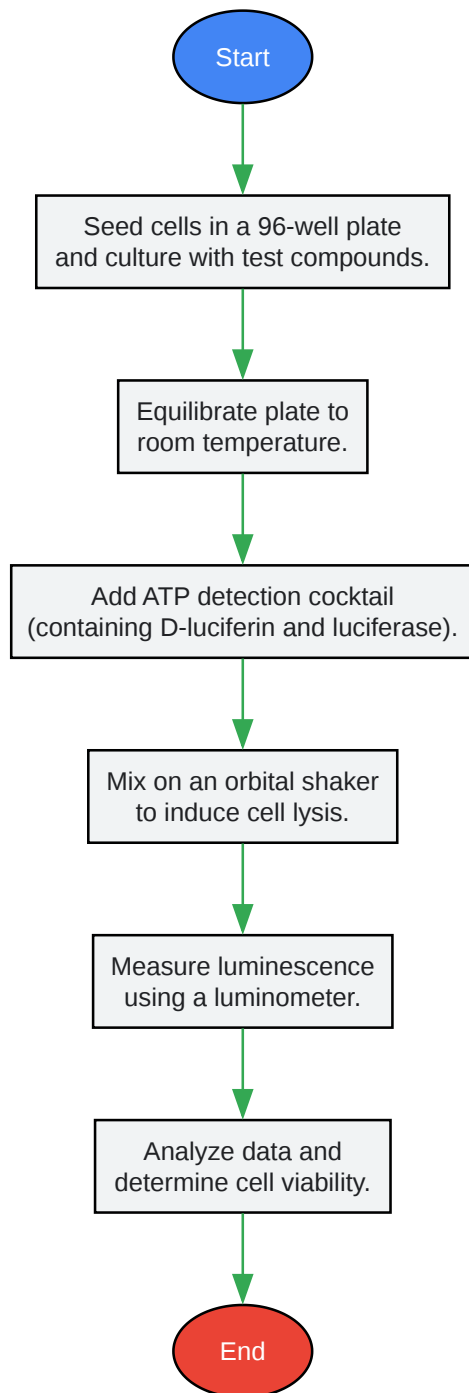 Start
Seed cells in a 96-well plate
and culture with test compounds.
Equilibrate plate to
room temperature.
Add ATP detection cocktail
(containing D-luciferin and luciferase).
Mix on an orbital shaker
to induce cell lysis.
Measure luminescence
using a luminometer.
Analyze data and
determine cell viability.
End